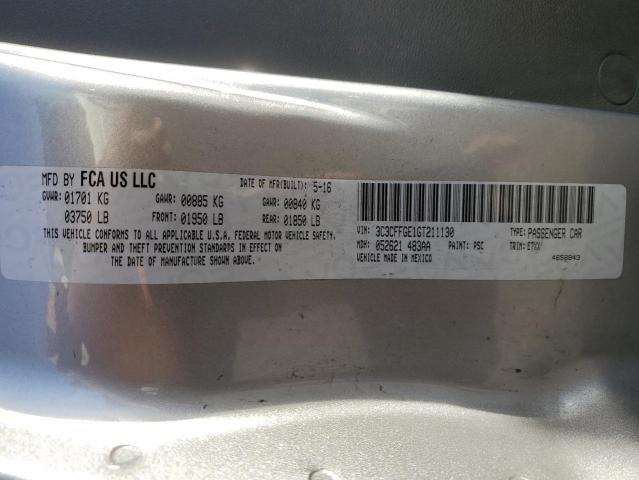 MFD BY FCA US LLC DATE OF MFR(BUILT): 5-16
GVWR: 01701 KG GAWR: 00885 KG GAWR: 00840 KG
03750 LB FRONT: 01950 LB REAR: 01850 LB
THIS VEHICLE CONFORMS TO ALL APPLICABLE U.S.A. FEDERAL MOTOR VEHICLE SAFETY,
BUMPER AND THEFT PREVENTION STANDARDS IN EFFECT ON
THE DATE OF MANUFACTURE SHOWN ABOVE.
VIN: 3C3CFFGE1GT211130 TYPE: PASSENGER CAR
MDH: 052621 483AA PAINT: PSC TRIM:
VEHICLE MADE IN MEXICO 4658843